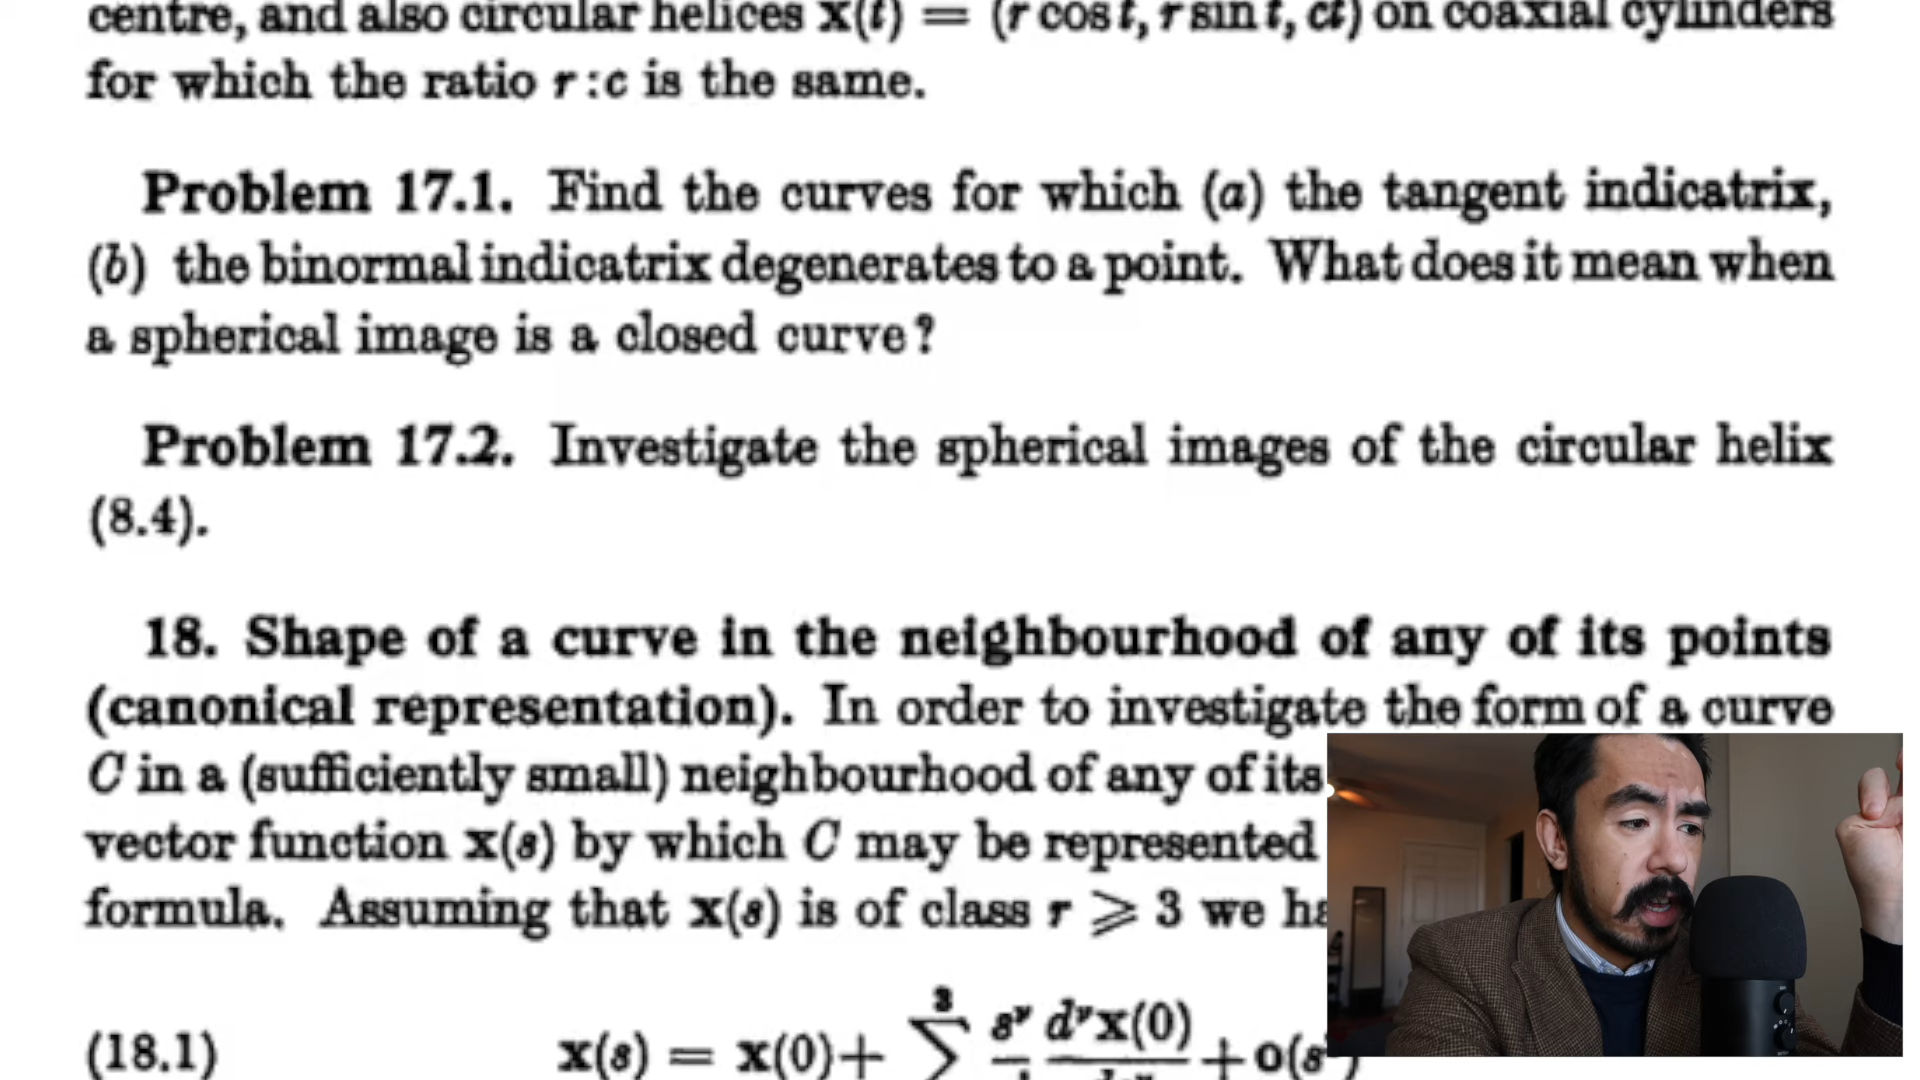 centre, and also circular helices x(t) = (r cos t, r sin t, ct) on coaxial cylinders
for which the ratio r:c is the same.
Problem 17.1. Find the curves for which (a) the tangent indicatrix,
(b) the binormal indicatrix degenerates to a point. What does it mean when
a spherical image is a closed curve?
Problem 17.2. Investigate the spherical images of the circular helix
(8.4).
18. Shape of a curve in the neighbourhood of any of its points
(canonical representation). In order to investigate the form of a curve
C in a (sufficiently small) neighbourhood of any of its
vector function x(s) by which C may be represented
formula. Assuming that x(s) is of class r ⩾ 3 we
(18.1) x(s) = x(0)+ ∑ 3 s^ν d^νx(0) +o(s